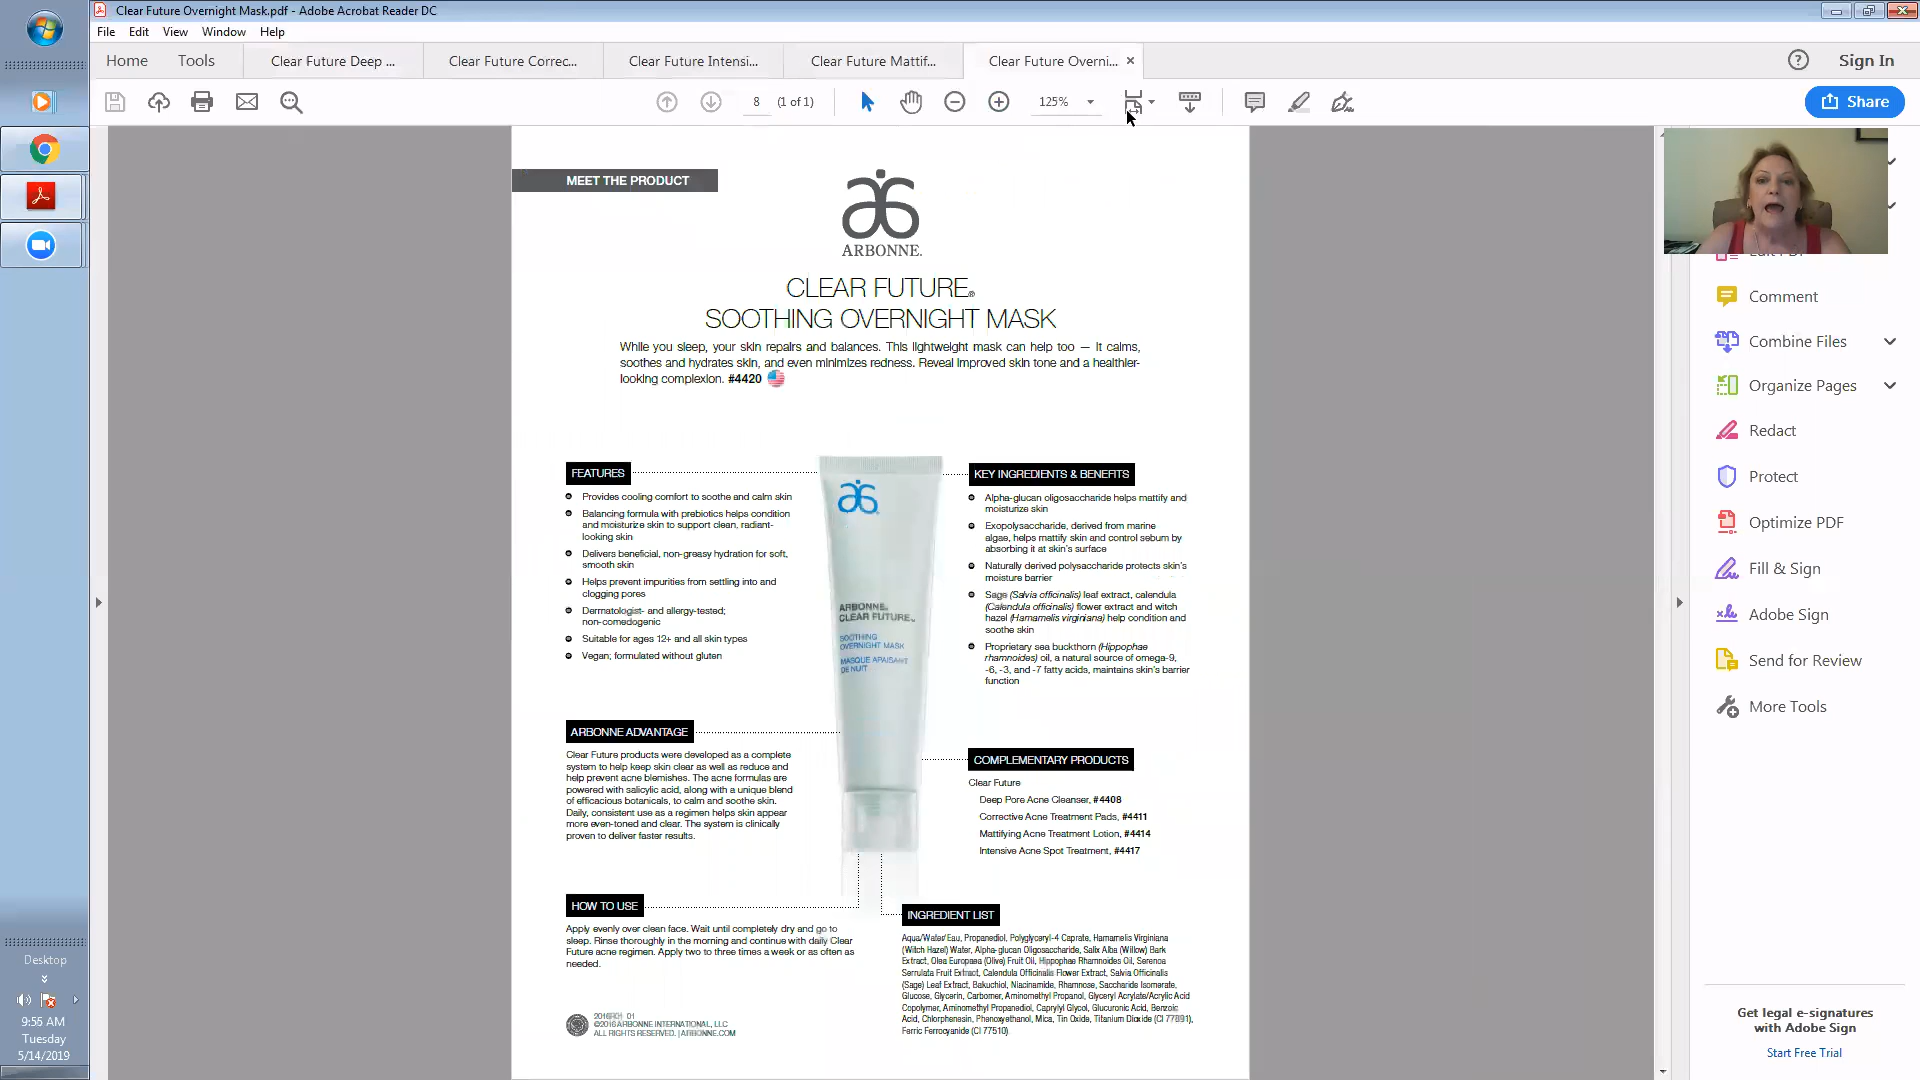 Clear Future Overnight Mask.pdf - Adobe Acrobat Reader DC
File Edit View Window Help
Home Tools Clear Future Deep ... Clear Future Correc... Clear Future Intensi... Clear Future Mattif... Clear Future Overni... × Sign In
8 (1 of 1) 125% Share
MEET THE PRODUCT
ARBONNE.
CLEAR FUTURE®
SOOTHING OVERNIGHT MASK
While you sleep, your skin repairs and balances. This lightweight mask can help too — it calms,
soothes and hydrates skin, and even minimizes redness. Reveal improved skin tone and a healthier-
looking complexion. #4420
FEATURES
Provides cooling comfort to soothe and calm skin
Balancing formula with prebiotics helps condition
and moisturize skin to support clean, radiant-
looking skin
Delivers beneficial, non-greasy hydration for soft,
smooth skin
Helps prevent impurities from settling into and
clogging pores
Dermatologist- and allergy-tested;
non-comedogenic
Suitable for ages 12+ and all skin types
Vegan; formulated without gluten
ARBONNE ADVANTAGE
Clear Future products were developed as a complete
system to help keep skin clear as well as reduce and
help prevent acne blemishes. The acne formulas are
powered with salicylic acid, along with a unique blend
of efficacious botanicals, to calm and soothe skin.
Daily, consistent use as a regimen helps skin appear
more even-toned and clear. The system is clinically
proven to deliver faster results.
HOW TO USE
Apply evenly over clean face. Wait until completely dry and go to
sleep. Rinse thoroughly in the morning and continue with daily Clear
Future acne regimen. Apply two to three times a week or as often as
needed.
ARBONNE.
CLEAR FUTURE™
SOOTHING
OVERNIGHT MASK
MASQUE APAISANT
DE NUIT
KEY INGREDIENTS & BENEFITS
Alpha-glucan oligosaccharide helps mattify and
moisturize skin
Exopolysaccharide, derived from marine
algae, helps mattify skin and control sebum by
absorbing it at skin's surface
Naturally derived polysaccharide protects skin's
moisture barrier
Sage (Salvia officinalis) leaf extract, calendula
(Calendula officinalis) flower extract and witch
hazel (Hamamelis virginiana) help condition and
soothe skin
Proprietary sea buckthorn (Hippophae
rhamnoides) oil, a natural source of omega-9,
-6, -3, and -7 fatty acids, maintains skin's barrier
function
COMPLEMENTARY PRODUCTS
Clear Future
Deep Pore Acne Cleanser, #4408
Corrective Acne Treatment Pads, #4411
Mattifying Acne Treatment Lotion, #4414
Intensive Acne Spot Treatment, #4417
INGREDIENT LIST
Aqua/Water/Eau, Propanediol, Polyglyceryl-4 Caprate, Hamamelis Virginiana
(Witch Hazel) Water, Alpha-glucan Oligosaccharide, Salix Alba (Willow) Bark
Extract, Olea Europaea (Olive) Fruit Oil, Hippophae Rhamnoides Oil, Serenoa
Serrulata Fruit Extract, Calendula Officinalis Flower Extract, Salvia Officinalis
(Sage) Leaf Extract, Bakuchiol, Niacinamide, Rhamnose, Saccharide Isomerate,
Glucose, Glycerin, Carbomer, Aminomethyl Propanol, Glyceryl Acrylate/Acrylic Acid
Copolymer, Aminomethyl Propanediol, Caprylyl Glycol, Glucuronic Acid, Benzoic
Acid, Chlorphenesin, Phenoxyethanol, Mica, Tin Oxide, Titanium Dioxide (CI 77891),
Ferric Ferrocyanide (CI 77510)
©2016 ARBONNE INTERNATIONAL, LLC
ALL RIGHTS RESERVED. | ARBONNE.COM
Comment
Combine Files
Organize Pages
Redact
Protect
Optimize PDF
Fill & Sign
Adobe Sign
Send for Review
More Tools
Get legal e-signatures
with Adobe Sign
Start Free Trial
Desktop
9:55 AM
Tuesday
5/14/2019